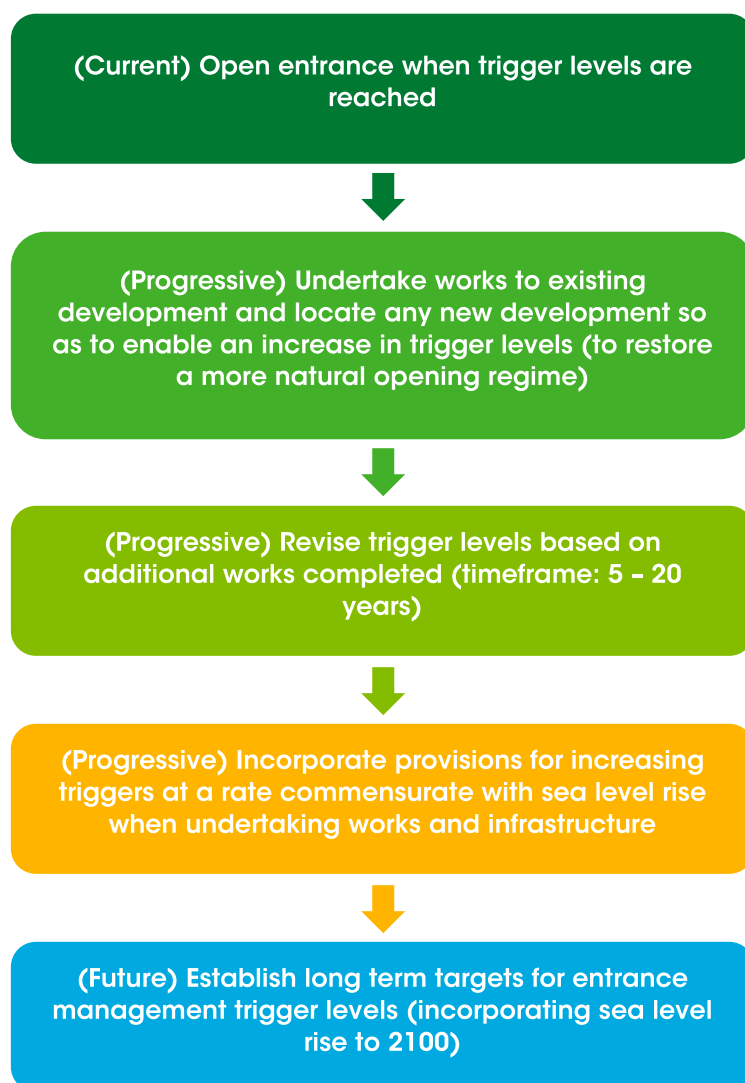 (Current) Open entrance when trigger levels are
reached
(Progressive) Undertake works to existing
development and locate any new development so
as to enable an increase in trigger levels (to restore
a more natural opening regime)
(Progressive) Revise trigger levels based on
additional works completed (timeframe: 5 – 20
years)
(Progressive) Incorporate provisions for increasing
triggers at a rate commensurate with sea level rise
when undertaking works and infrastructure
(Future) Establish long term targets for entrance
management trigger levels (incorporating sea level
rise to 2100)